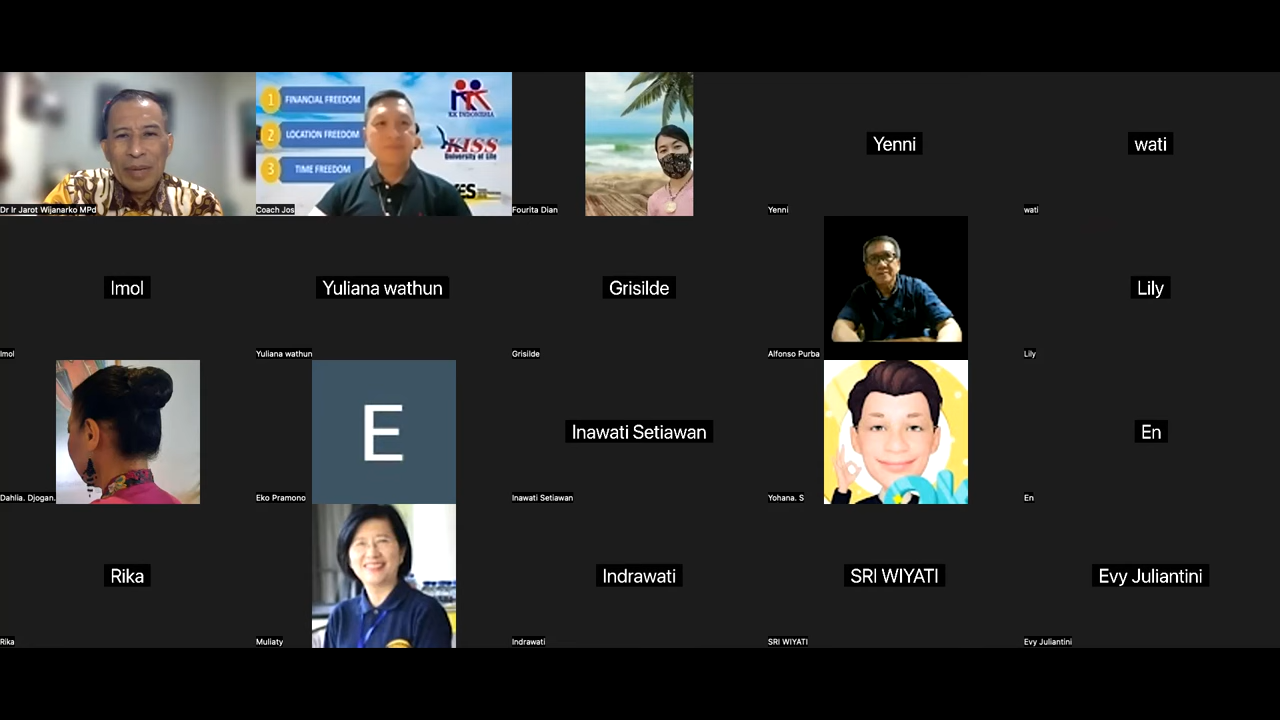 1 FINANCIAL FREEDOM
2 LOCATION FREEDOM
3 TIME FREEDOM
KK INDONESIA
KISS
University of Life
YES
Dr Ir Jarot Wijanarko MPd
Coach Jos
Fourita Dian
Yenni
Yenni
wati
wati
Imol
Imol
Yuliana wathun
Yuliana wathun
Grisilde
Grisilde
Alfonso Purba
Lily
Lily
Dahlia. Djogan.
E
Eko Pramono
Inawati Setiawan
Inawati Setiawan
Yohana. S
En
En
Rika
Rika
Muliaty
Indrawati
Indrawati
SRI WIYATI
SRI WIYATI
Evy Juliantini
Evy Juliantini